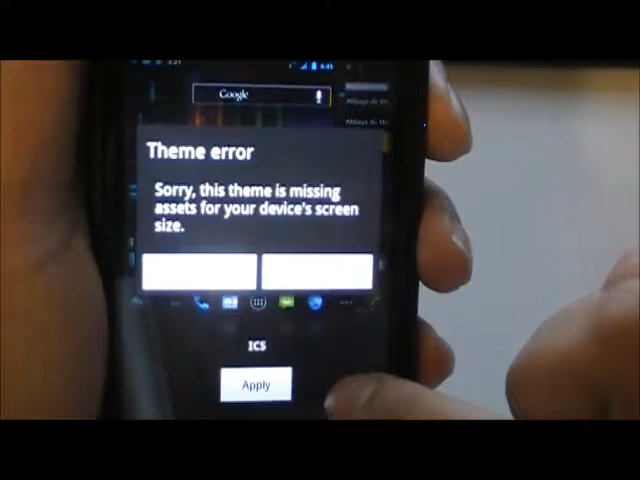 Google
Theme error
Sorry, this theme is missing
assets for your device's screen
size.
ICS
Apply